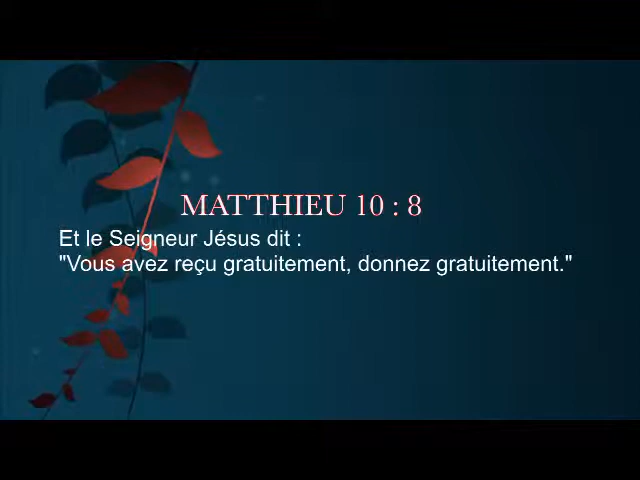 MATTHIEU 10 : 8
Et le Seigneur Jésus dit :
"Vous avez reçu gratuitement, donnez gratuitement."